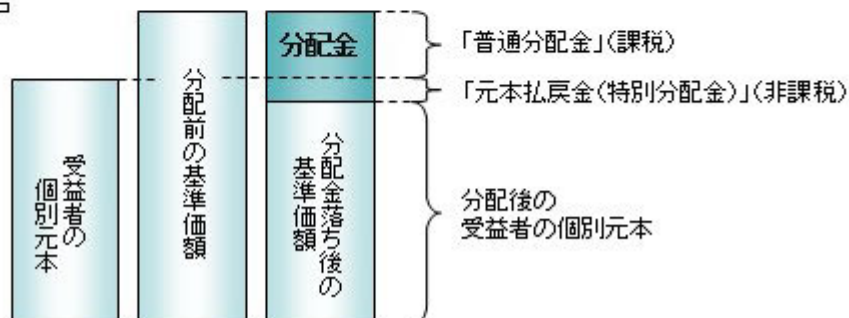 受益者の
個別元本
分配前の基準価額
分配金
分配金落ち後の
基準価額
「普通分配金」(課税)
「元本払戻金(特別分配金)」(非課税)
分配後の
受益者の個別元本